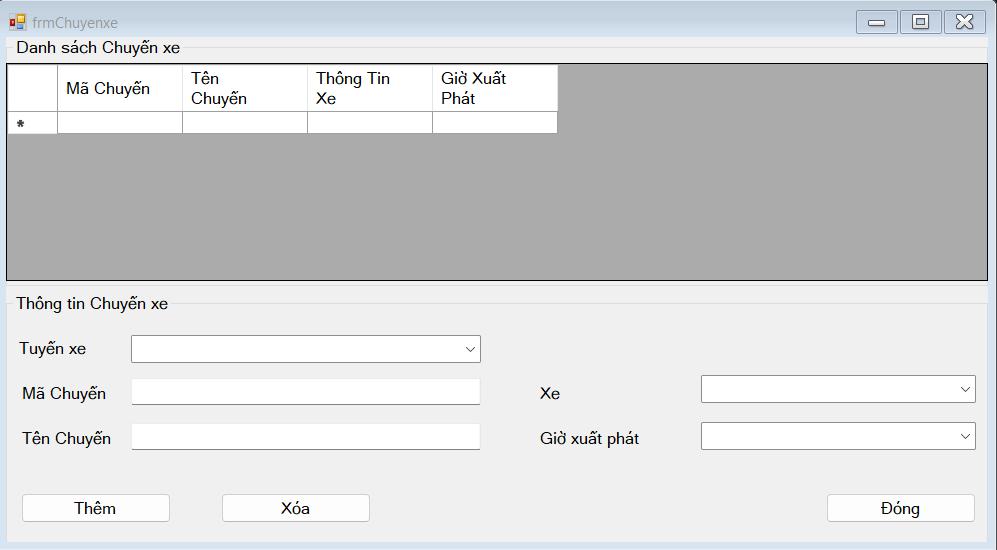 frmChuyenxe
Danh sách Chuyến xe
Mã Chuyến
Tên
Chuyến
Thông Tin
Xe
Giờ Xuất
Phát
*
Thông tin Chuyến xe
Tuyến xe
Mã Chuyến
Xe
Tên Chuyến
Giờ xuất phát
Thêm
Xóa
Đóng